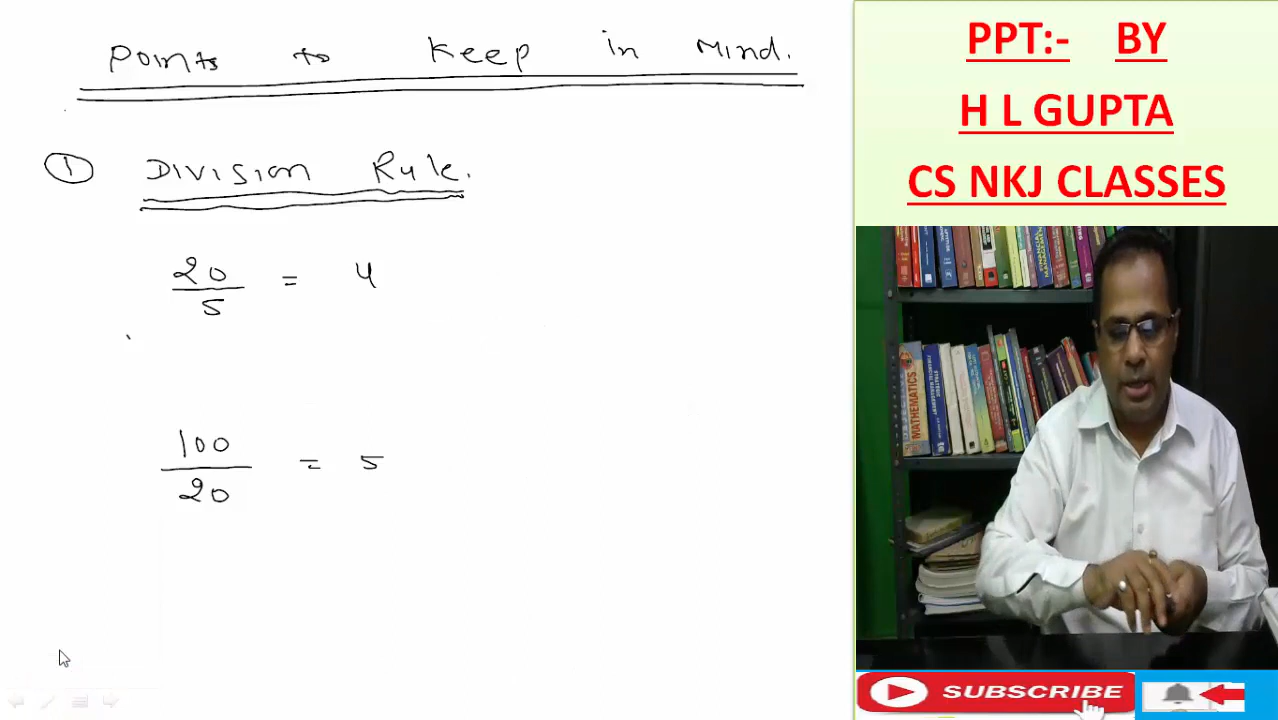 Points to Keep in Mind.
① Division Rule.
20
5
= 4
100
20
= 5
PPT:- BY
H L GUPTA
CS NKJ CLASSES
MATHEMATICS
SUBSCRIBE